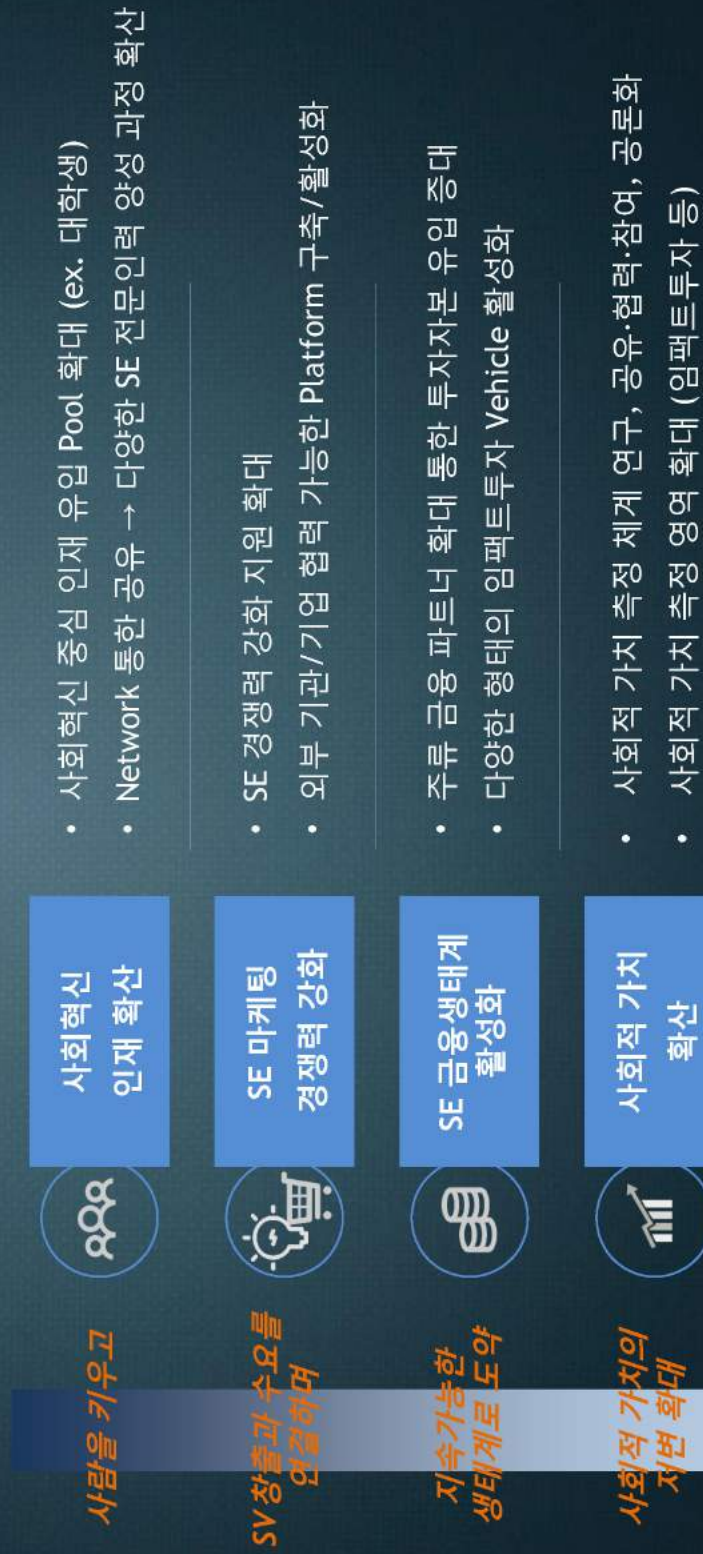 사람을 키우고
사회혁신
인재 확산
• 사회혁신 중심 인재 유입 Pool 확대 (ex. 대학생)
• Network 통한 공유 → 다양한 SE 전문인력 양성 과정 확산
SV창출과 수요를
연결하며
SE 마케팅
경쟁력 강화
• SE 경쟁력 강화 지원 확대
• 외부 기관/기업 협력 가능한 Platform 구축/활성화
지속가능한
생태계로 도약
SE 금융생태계
활성화
• 주류 금융 파트너 확대 통한 투자자본 유입 증대
• 다양한 형태의 임팩트투자 Vehicle 활성화
사회적 가치의
저변 확대
사회적 가치
확산
• 사회적 가치 측정 체계 연구, 공유·협력·참여, 공론화
• 사회적 가치 측정 영역 확대 (임팩트투자 등)